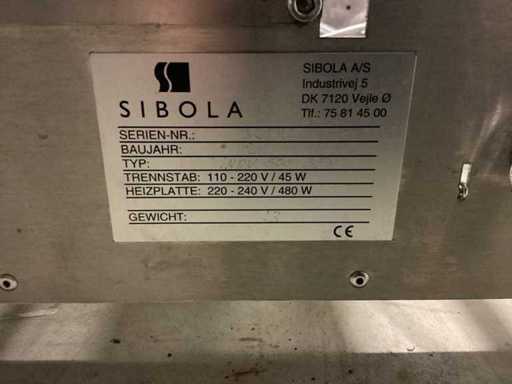 SIBOLA
SIBOLA A/S
Industrivej 5
DK 7120 Vejle Ø
Tlf.: 75 81 45 00
SERIEN-NR.:
BAUJAHR:
TYP:
TRENNSTAB: 110 - 220 V / 45 W
HEIZPLATTE: 220 - 240 V / 480 W
GEWICHT:
CE